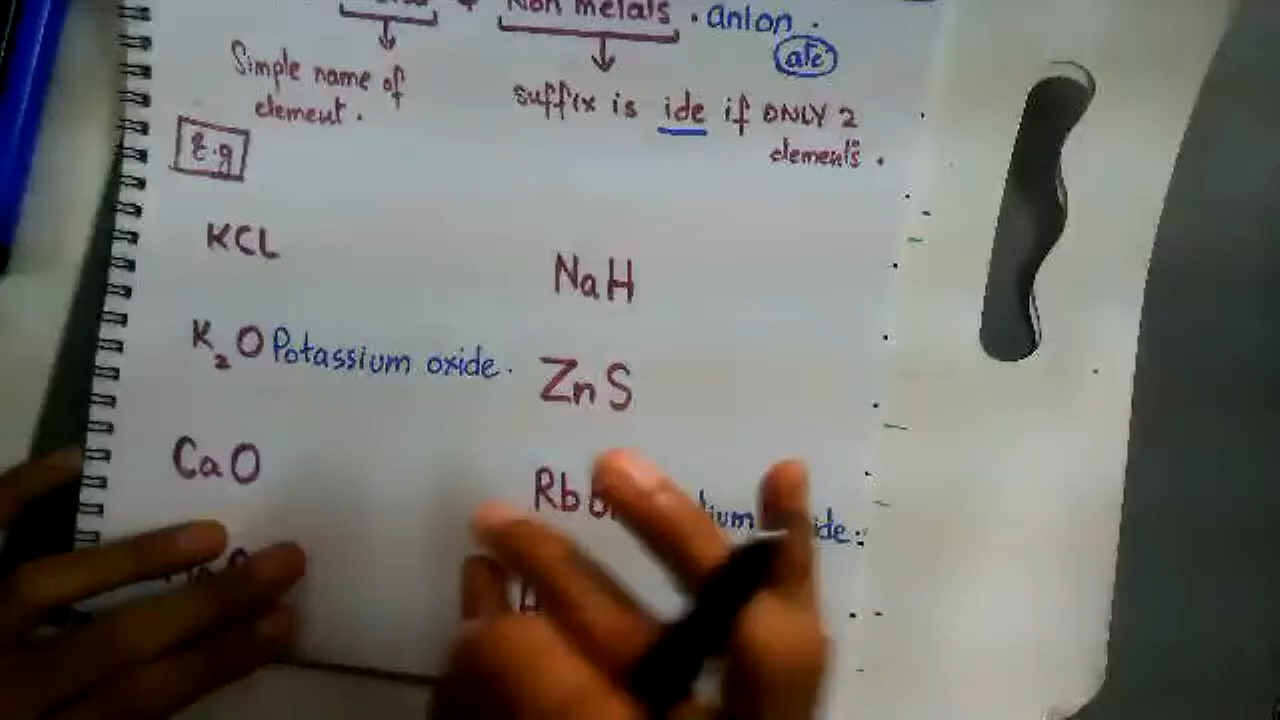 Non metals . anion .
ate
Simple name of
element .
suffix is ide if ONLY 2
elements .
E.g
KCL
NaH
K2O Potassium oxide .
ZnS
CaO
Rb